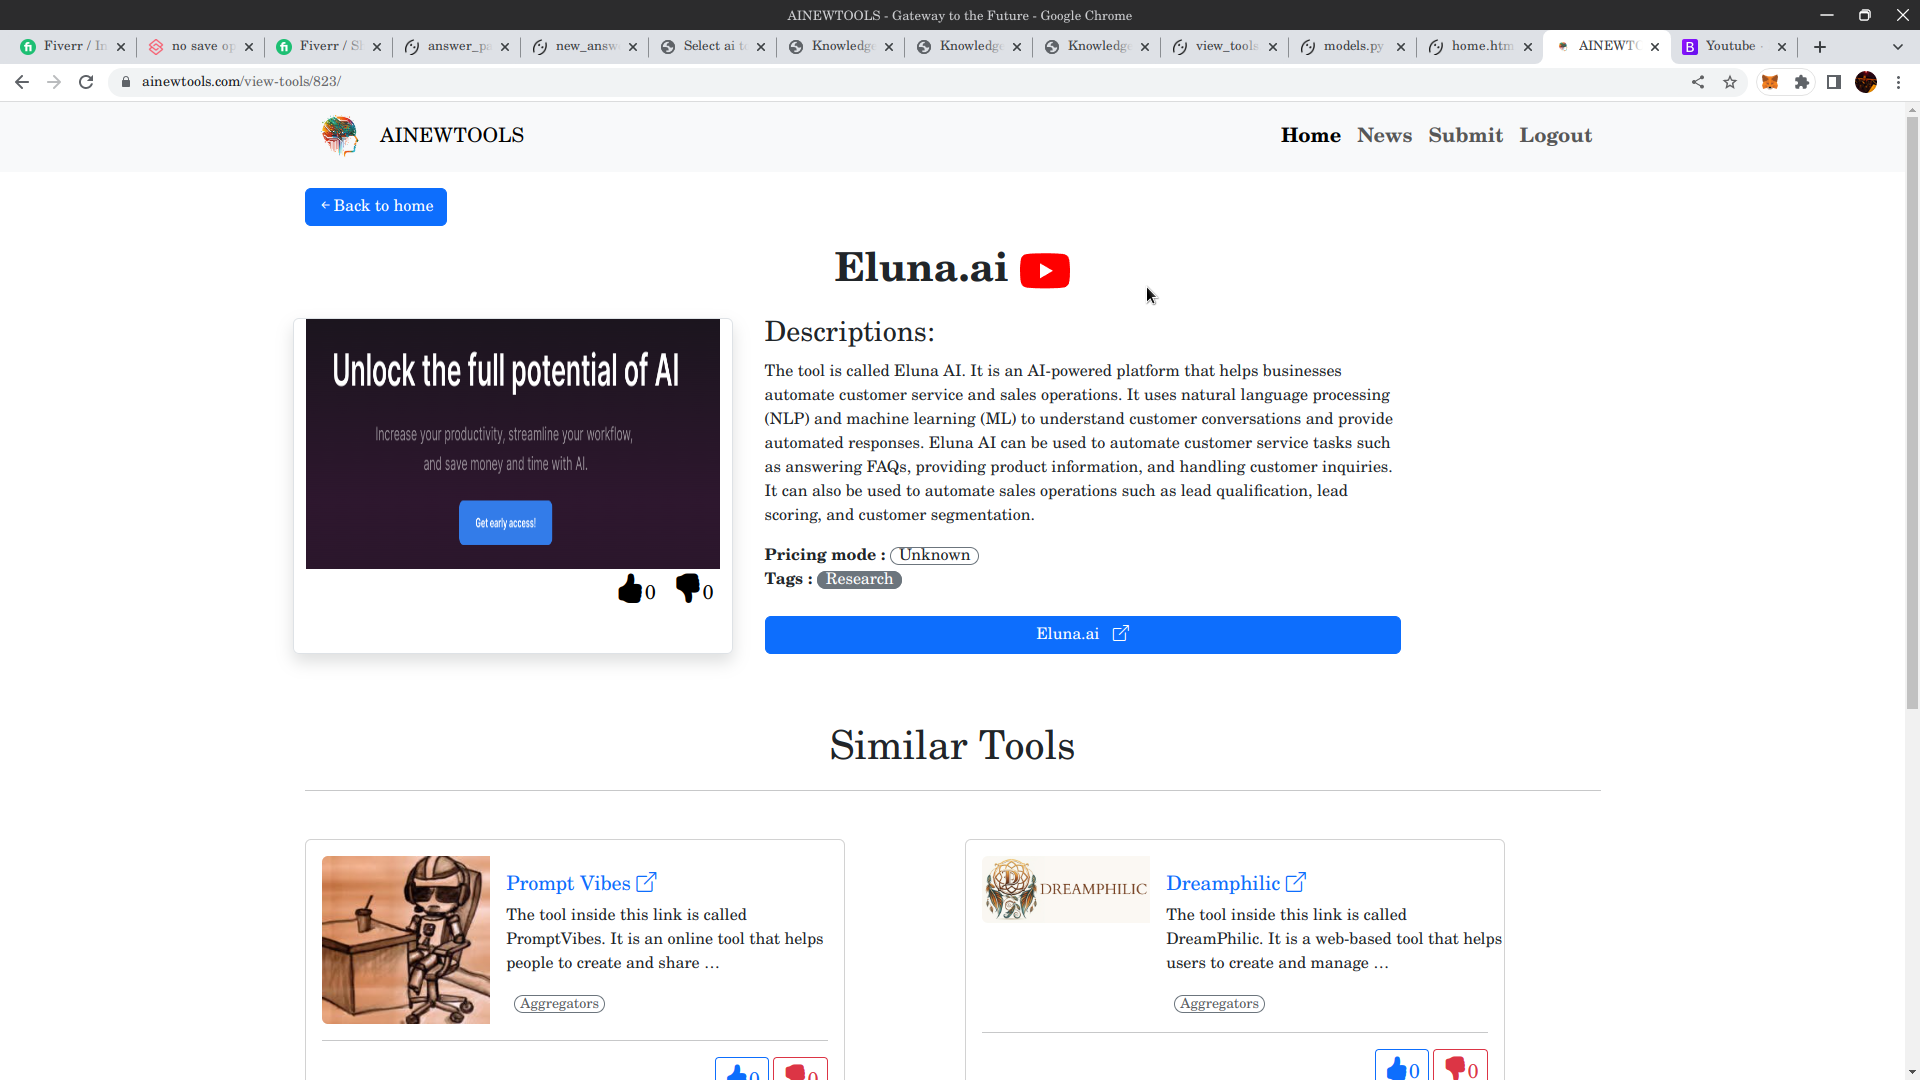 AINEWTOOLS - Gateway to the Future - Google Chrome
Fiverr / In
no save op
Fiverr / S
answer_pa
new_answ
Select ai t
Knowledge
Knowledge
Knowledge
view_tools
models.py
home.htm
AINEWT
Youtube
ainewtools.com/view-tools/823/
AINEWTOOLS
Home News Submit Logout
Back to home
Eluna.ai
Unlock the full potential of AI
Increase your productivity, streamline your workflow,
and save money and time with AI.
Get early access!
0 0
Descriptions:
The tool is called Eluna AI. It is an AI-powered platform that helps businesses
automate customer service and sales operations. It uses natural language processing
(NLP) and machine learning (ML) to understand customer conversations and provide
automated responses. Eluna AI can be used to automate customer service tasks such
as answering FAQs, providing product information, and handling customer inquiries.
It can also be used to automate sales operations such as lead qualification, lead
scoring, and customer segmentation.
Pricing mode : Unknown
Tags : Research
Eluna.ai
Similar Tools
Prompt Vibes
The tool inside this link is called
PromptVibes. It is an online tool that helps
people to create and share …
Aggregators
0 0
D
DREAMPHILIC
Dreamphilic
The tool inside this link is called
DreamPhilic. It is a web-based tool that helps
users to create and manage …
Aggregators
0 0